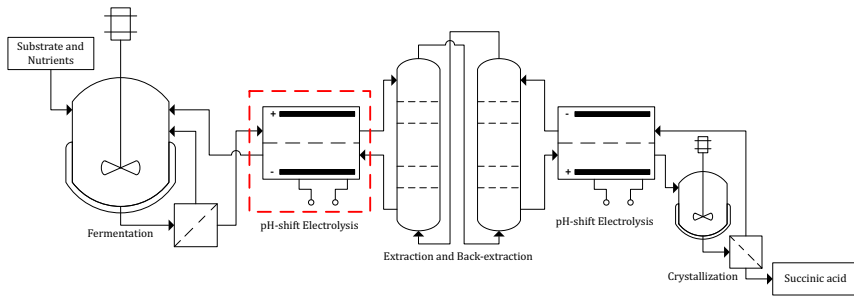 Substrate and
Nutrients
+
-
-
+
Fermentation
pH-shift Electrolysis
Extraction and Back-extraction
pH-shift Electrolysis
Crystallization
Succinic acid